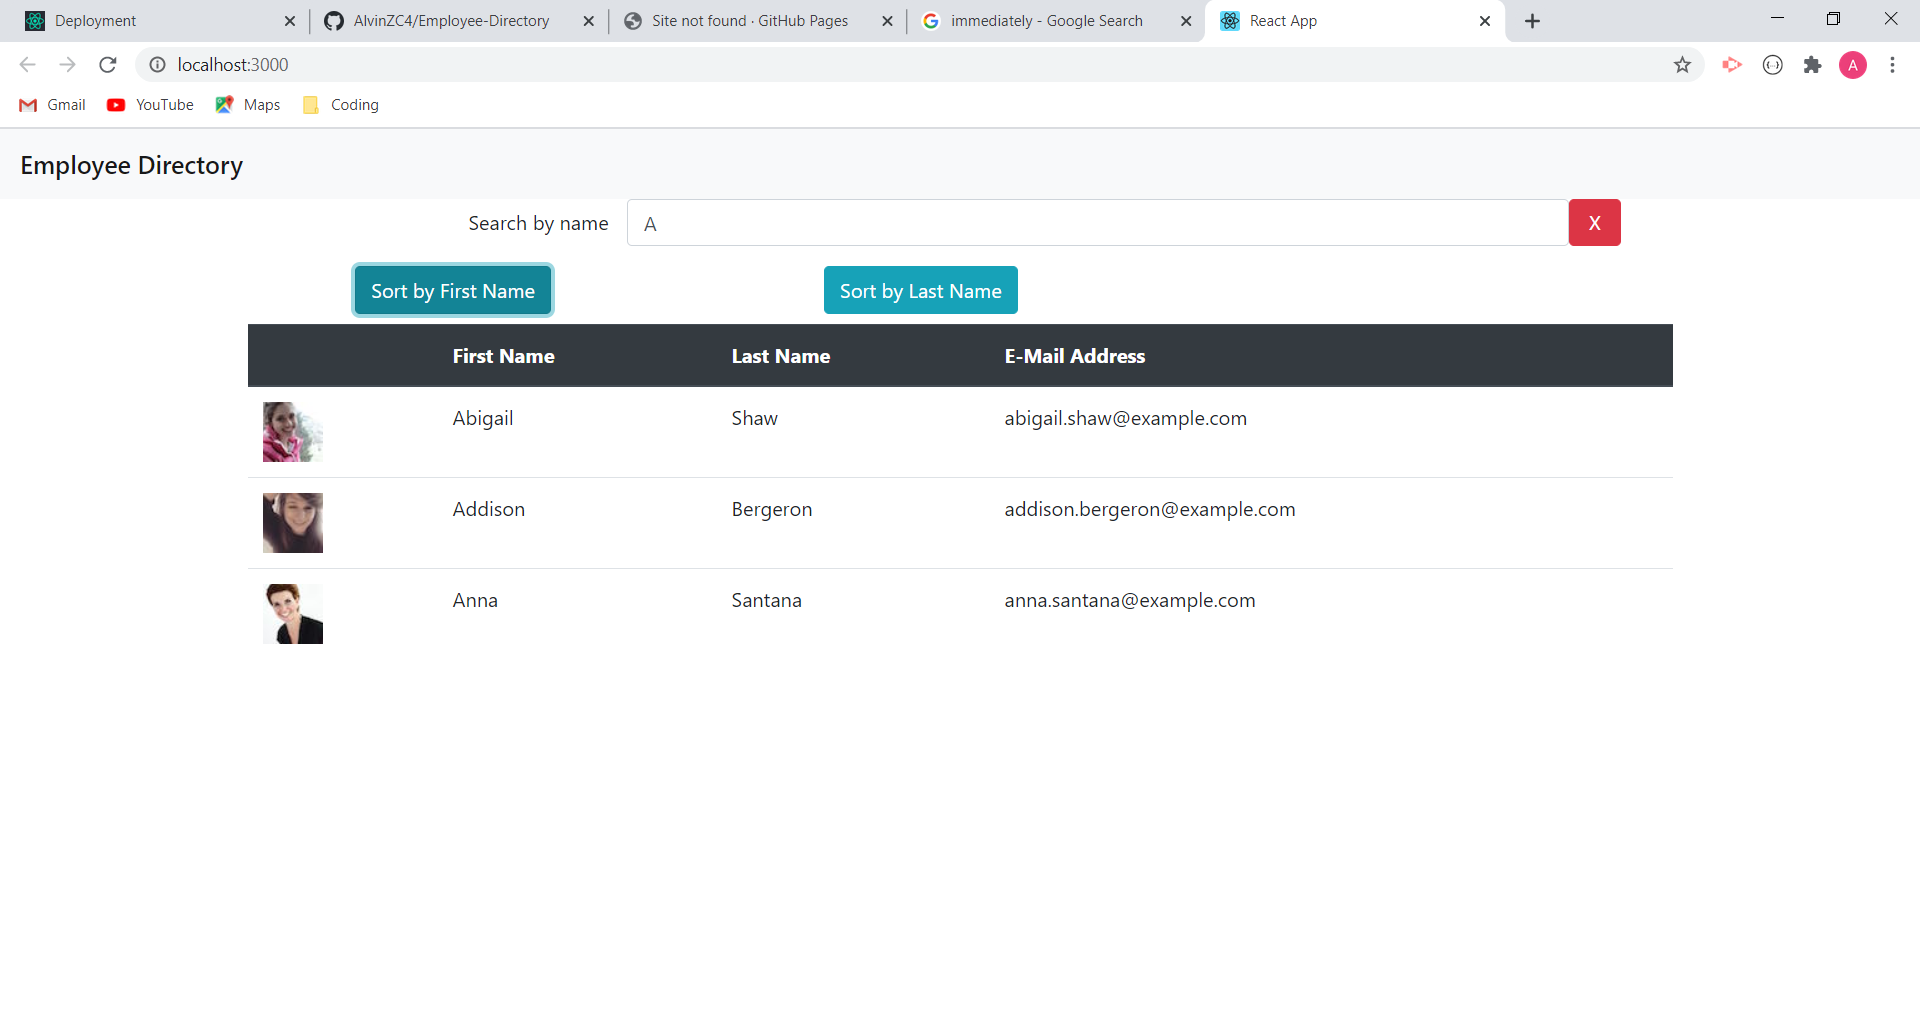 Deployment
AlvinZC4/Employee-Directory
Site not found · GitHub Pages
immediately - Google Search
React App
localhost:3000
A
Gmail
YouTube
Maps
Coding
Employee Directory
Search by name
A
X
Sort by First Name
Sort by Last Name
First Name Last Name E-Mail Address
Abigail Shaw abigail.shaw@example.com
Addison Bergeron addison.bergeron@example.com
Anna Santana anna.santana@example.com